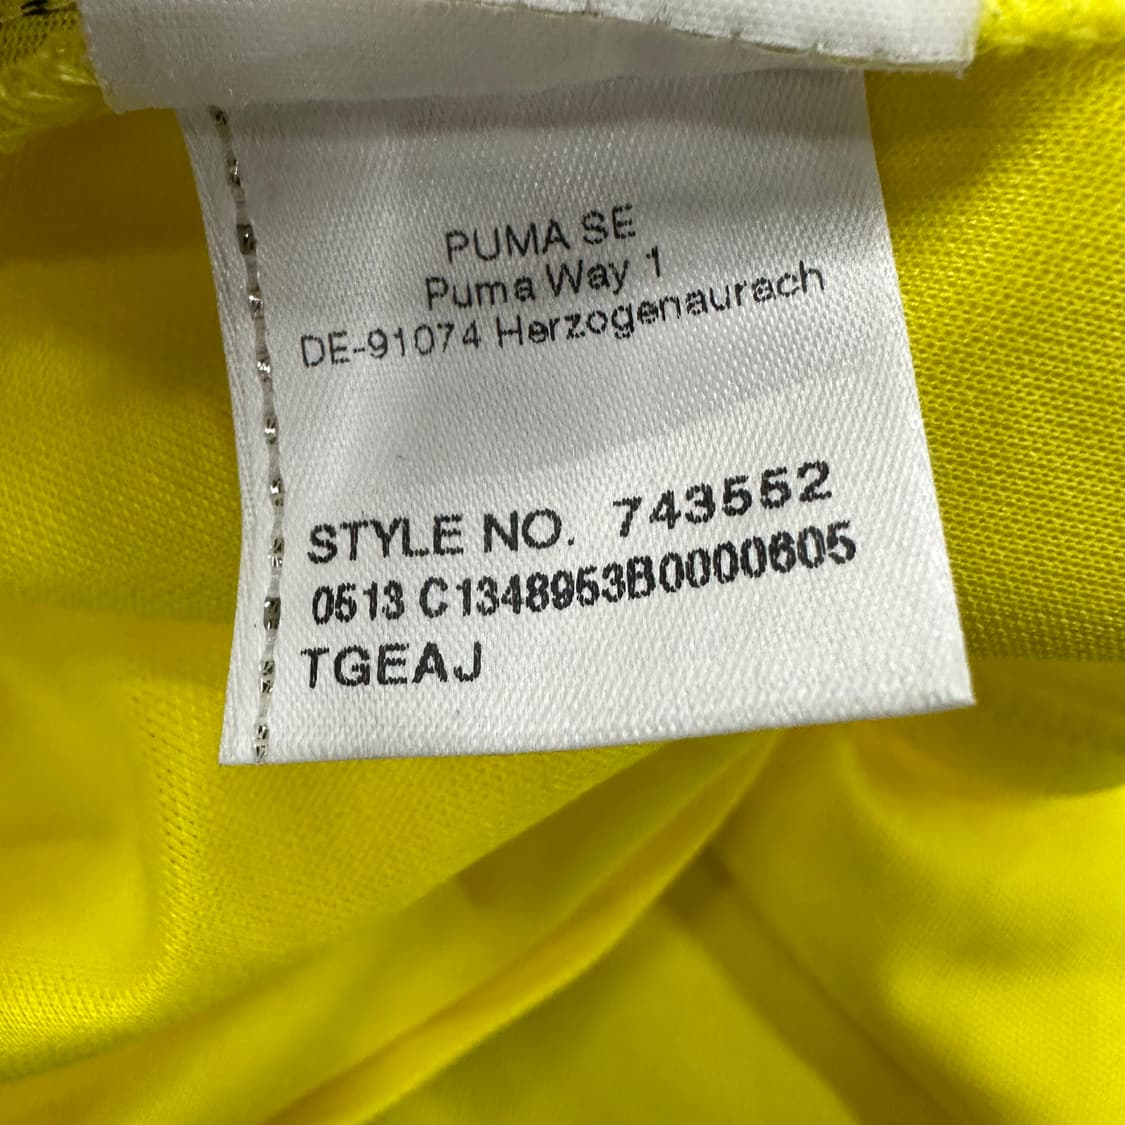 PUMA SE
Puma Way 1
DE-91074 Herzogenaurach
STYLE NO. 743552
0513 C1348953B0000605
TGEAJ